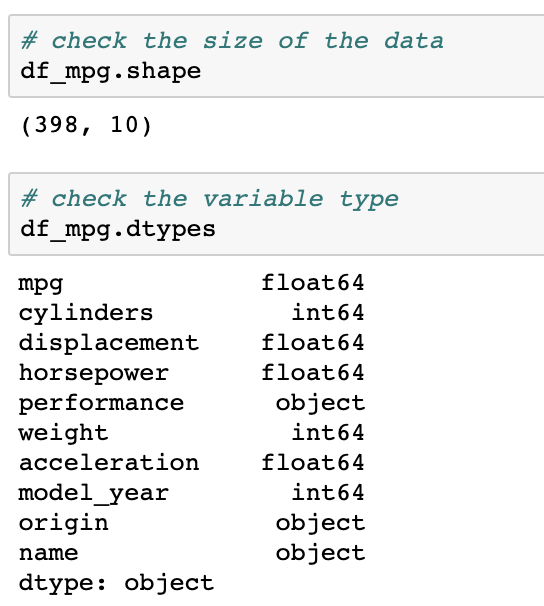 # check the size of the data
df_mpg.shape
(398, 10)
# check the variable type
df_mpg.dtypes
mpg float64
cylinders int64
displacement float64
horsepower float64
performance object
weight int64
acceleration float64
model_year int64
origin object
name object
dtype: object